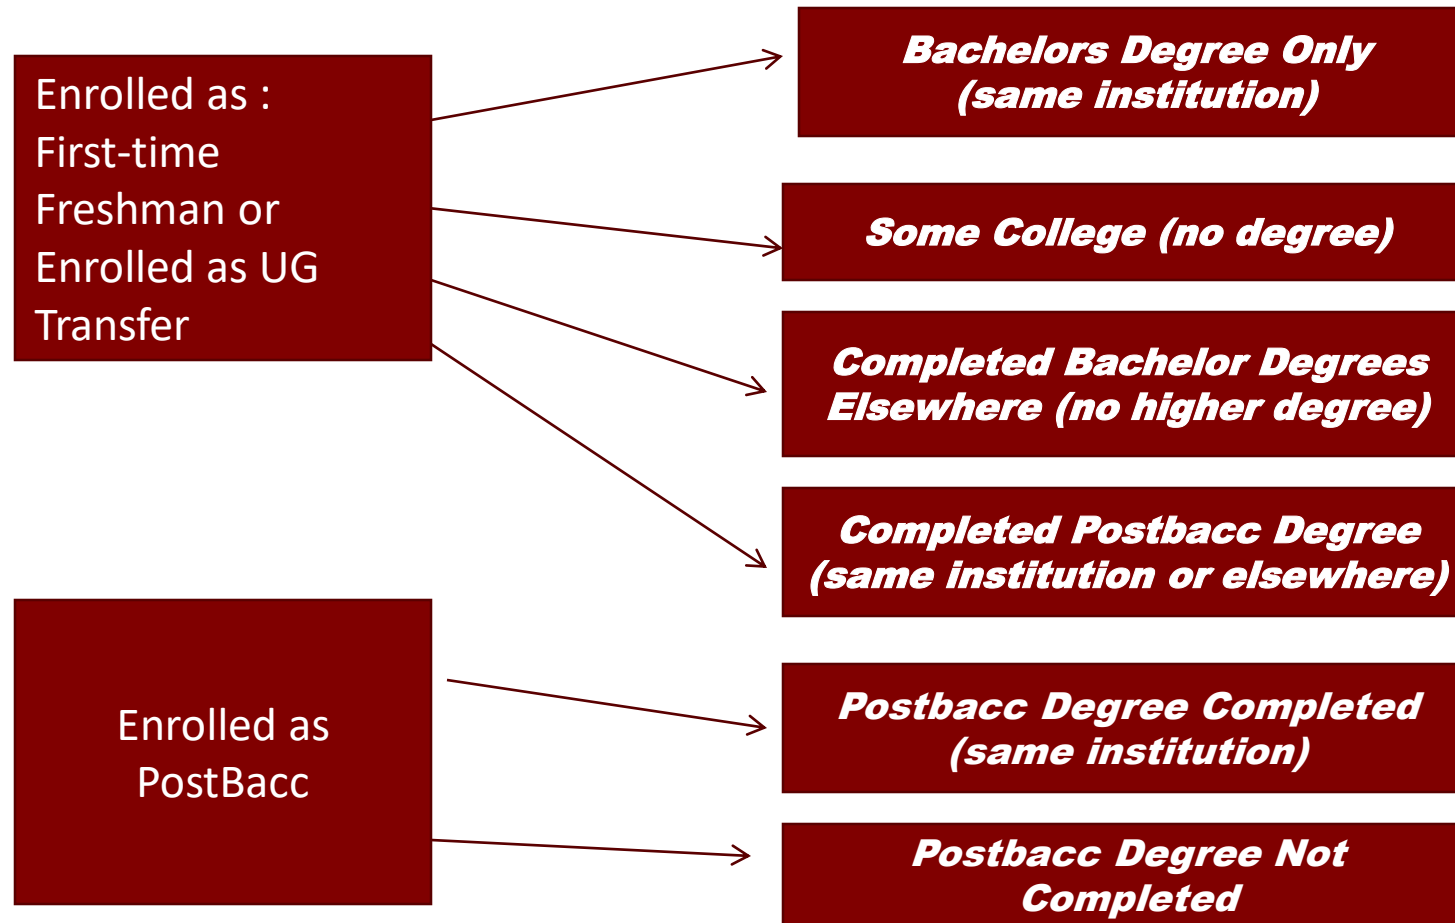 Enrolled as :
First-time
Freshman or
Enrolled as UG
Transfer
Bachelors Degree Only
(same institution)
Some College (no degree)
Completed Bachelor Degrees
Elsewhere (no higher degree)
Completed Postbacc Degree
(same institution or elsewhere)
Enrolled as
PostBacc
Postbacc Degree Completed
(same institution)
Postbacc Degree Not
Completed